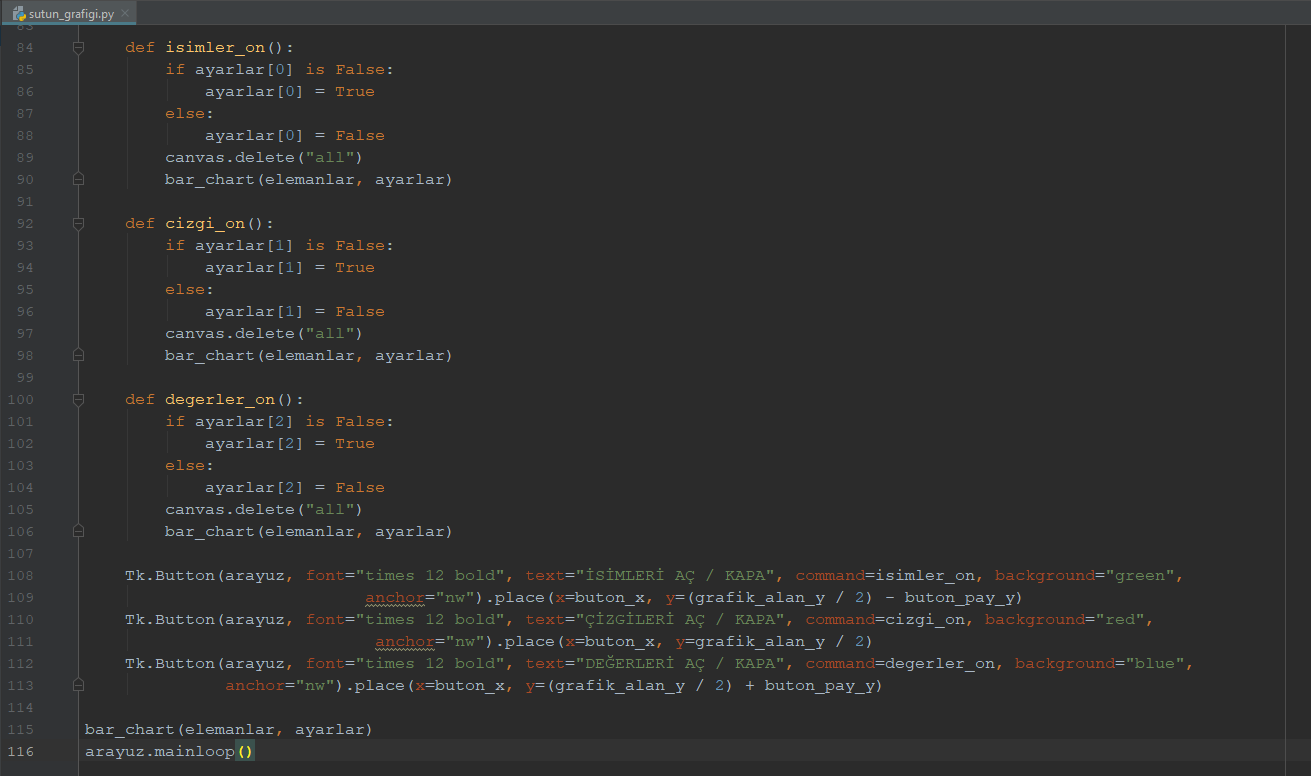 sutun_grafigi.py
83
84 def isimler_on():
85 if ayarlar[0] is False:
86 ayarlar[0] = True
87 else:
88 ayarlar[0] = False
89 canvas.delete("all")
90 bar_chart(elemanlar, ayarlar)
91
92 def cizgi_on():
93 if ayarlar[1] is False:
94 ayarlar[1] = True
95 else:
96 ayarlar[1] = False
97 canvas.delete("all")
98 bar_chart(elemanlar, ayarlar)
99
100 def degerler_on():
101 if ayarlar[2] is False:
102 ayarlar[2] = True
103 else:
104 ayarlar[2] = False
105 canvas.delete("all")
106 bar_chart(elemanlar, ayarlar)
107
108 Tk.Button(arayuz, font="times 12 bold", text="İSİMLERİ AÇ / KAPA", command=isimler_on, background="green",
109 anchor="nw").place(x=buton_x, y=(grafik_alan_y / 2) - buton_pay_y)
110 Tk.Button(arayuz, font="times 12 bold", text="ÇİZGİLERİ AÇ / KAPA", command=cizgi_on, background="red",
111 anchor="nw").place(x=buton_x, y=grafik_alan_y / 2)
112 Tk.Button(arayuz, font="times 12 bold", text="DEĞERLERİ AÇ / KAPA", command=degerler_on, background="blue",
113 anchor="nw").place(x=buton_x, y=(grafik_alan_y / 2) + buton_pay_y)
114
115 bar_chart(elemanlar, ayarlar)
116 arayuz.mainloop()